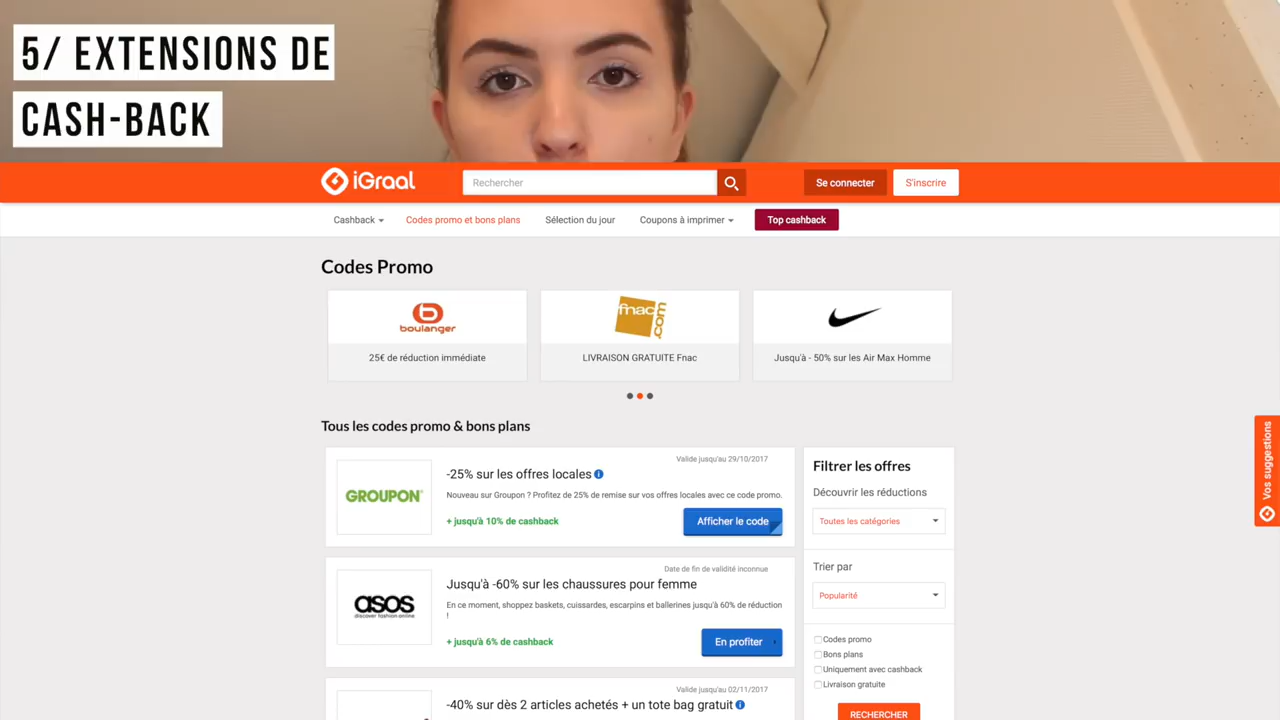 5/ EXTENSIONS DE
CASH-BACK
iGraal
Rechercher
Se connecter
S'inscrire
Cashback
Codes promo et bons plans
Sélection du jour
Coupons à imprimer
Top cashback
Codes Promo
boulanger
fnac.com
25€ de réduction immédiate
LIVRAISON GRATUITE Fnac
Jusqu'à - 50% sur les Air Max Homme
Tous les codes promo & bons plans
Valide jusqu'au 29/10/2017
GROUPON
-25% sur les offres locales
Nouveau sur Groupon ? Profitez de 25% de remise sur vos offres locales avec ce code promo.
+ jusqu'à 10% de cashback
Afficher le code
Date de fin de validité inconnue
asos
discover fashion online
Jusqu'à -60% sur les chaussures pour femme
En ce moment, shoppez baskets, cuissardes, escarpins et ballerines jusqu'à 60% de réduction
!
+ jusqu'à 6% de cashback
En profiter
Valide jusqu'au 02/11/2017
-40% sur dès 2 articles achetés + un tote bag gratuit
Filtrer les offres
Découvrir les réductions
Toutes les catégories
Trier par
Popularité
Codes promo
Bons plans
Uniquement avec cashback
Livraison gratuite
RECHERCHER
Vos suggestions